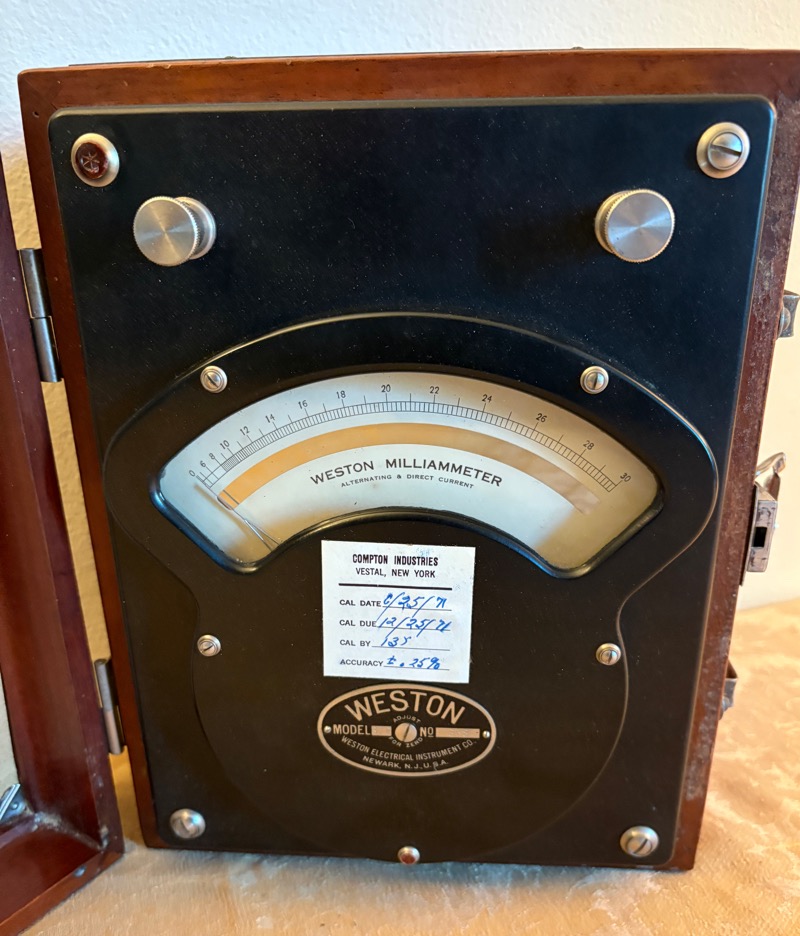 0 6 8 10 12 14 16 18 20 22 24 26 28 30
WESTON MILLIAMMETER
ALTERNATING & DIRECT CURRENT
COMPTON INDUSTRIES
VESTAL, NEW YORK
CAL DATE 6/25/71
CAL DUE 12/25/71
CAL BY
ACCURACY ± .25%
WESTON
ADJUST
MODEL NO
FOR ZERO
WESTON ELECTRICAL INSTRUMENT CO.
NEWARK, N.J., U.S.A.